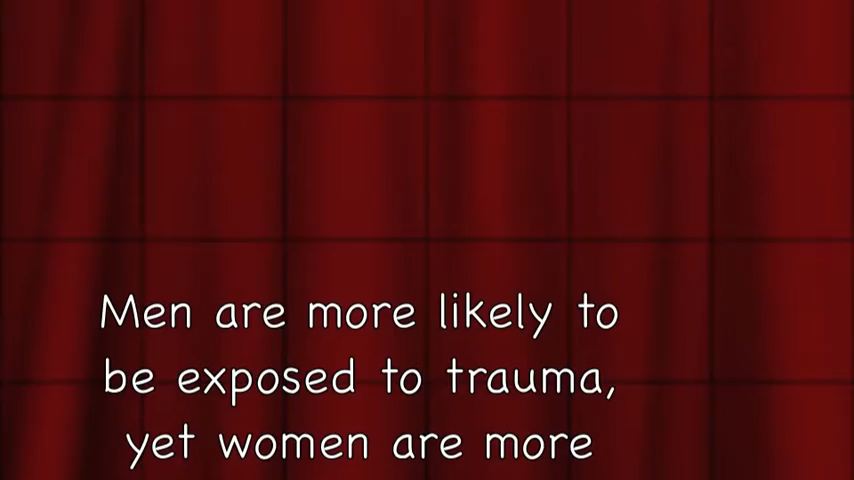 Men are more likely to
be exposed to trauma,
yet women are more